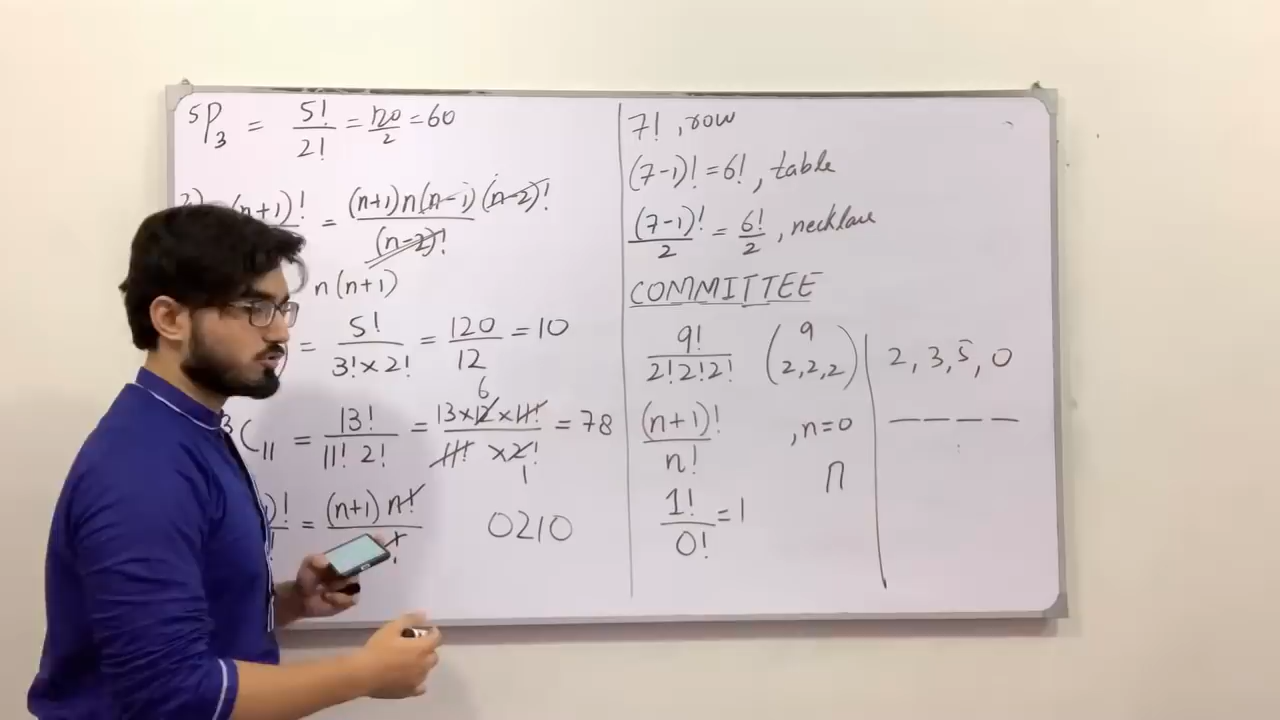 5P3 = 5!/2! = 120/2 = 60
(n+1)! = (n+1)n(n-1)(n-2)!/(n-2)!
n(n+1)
= 5!/3!×2! = 120/12 = 10
C11 = 13!/11! 2! = 13×12×11!/11!×2! = 78
6
1
= (n+1) n!
0210
7! , row
(7-1)! = 6! , table
(7-1)!/2 = 6!/2 , necklace
COMMITTEE
9!/2!2!2! (9 2,2,2)
(n+1)!/n! , n=0
n
1!/0! = 1
2, 3, 5, 0